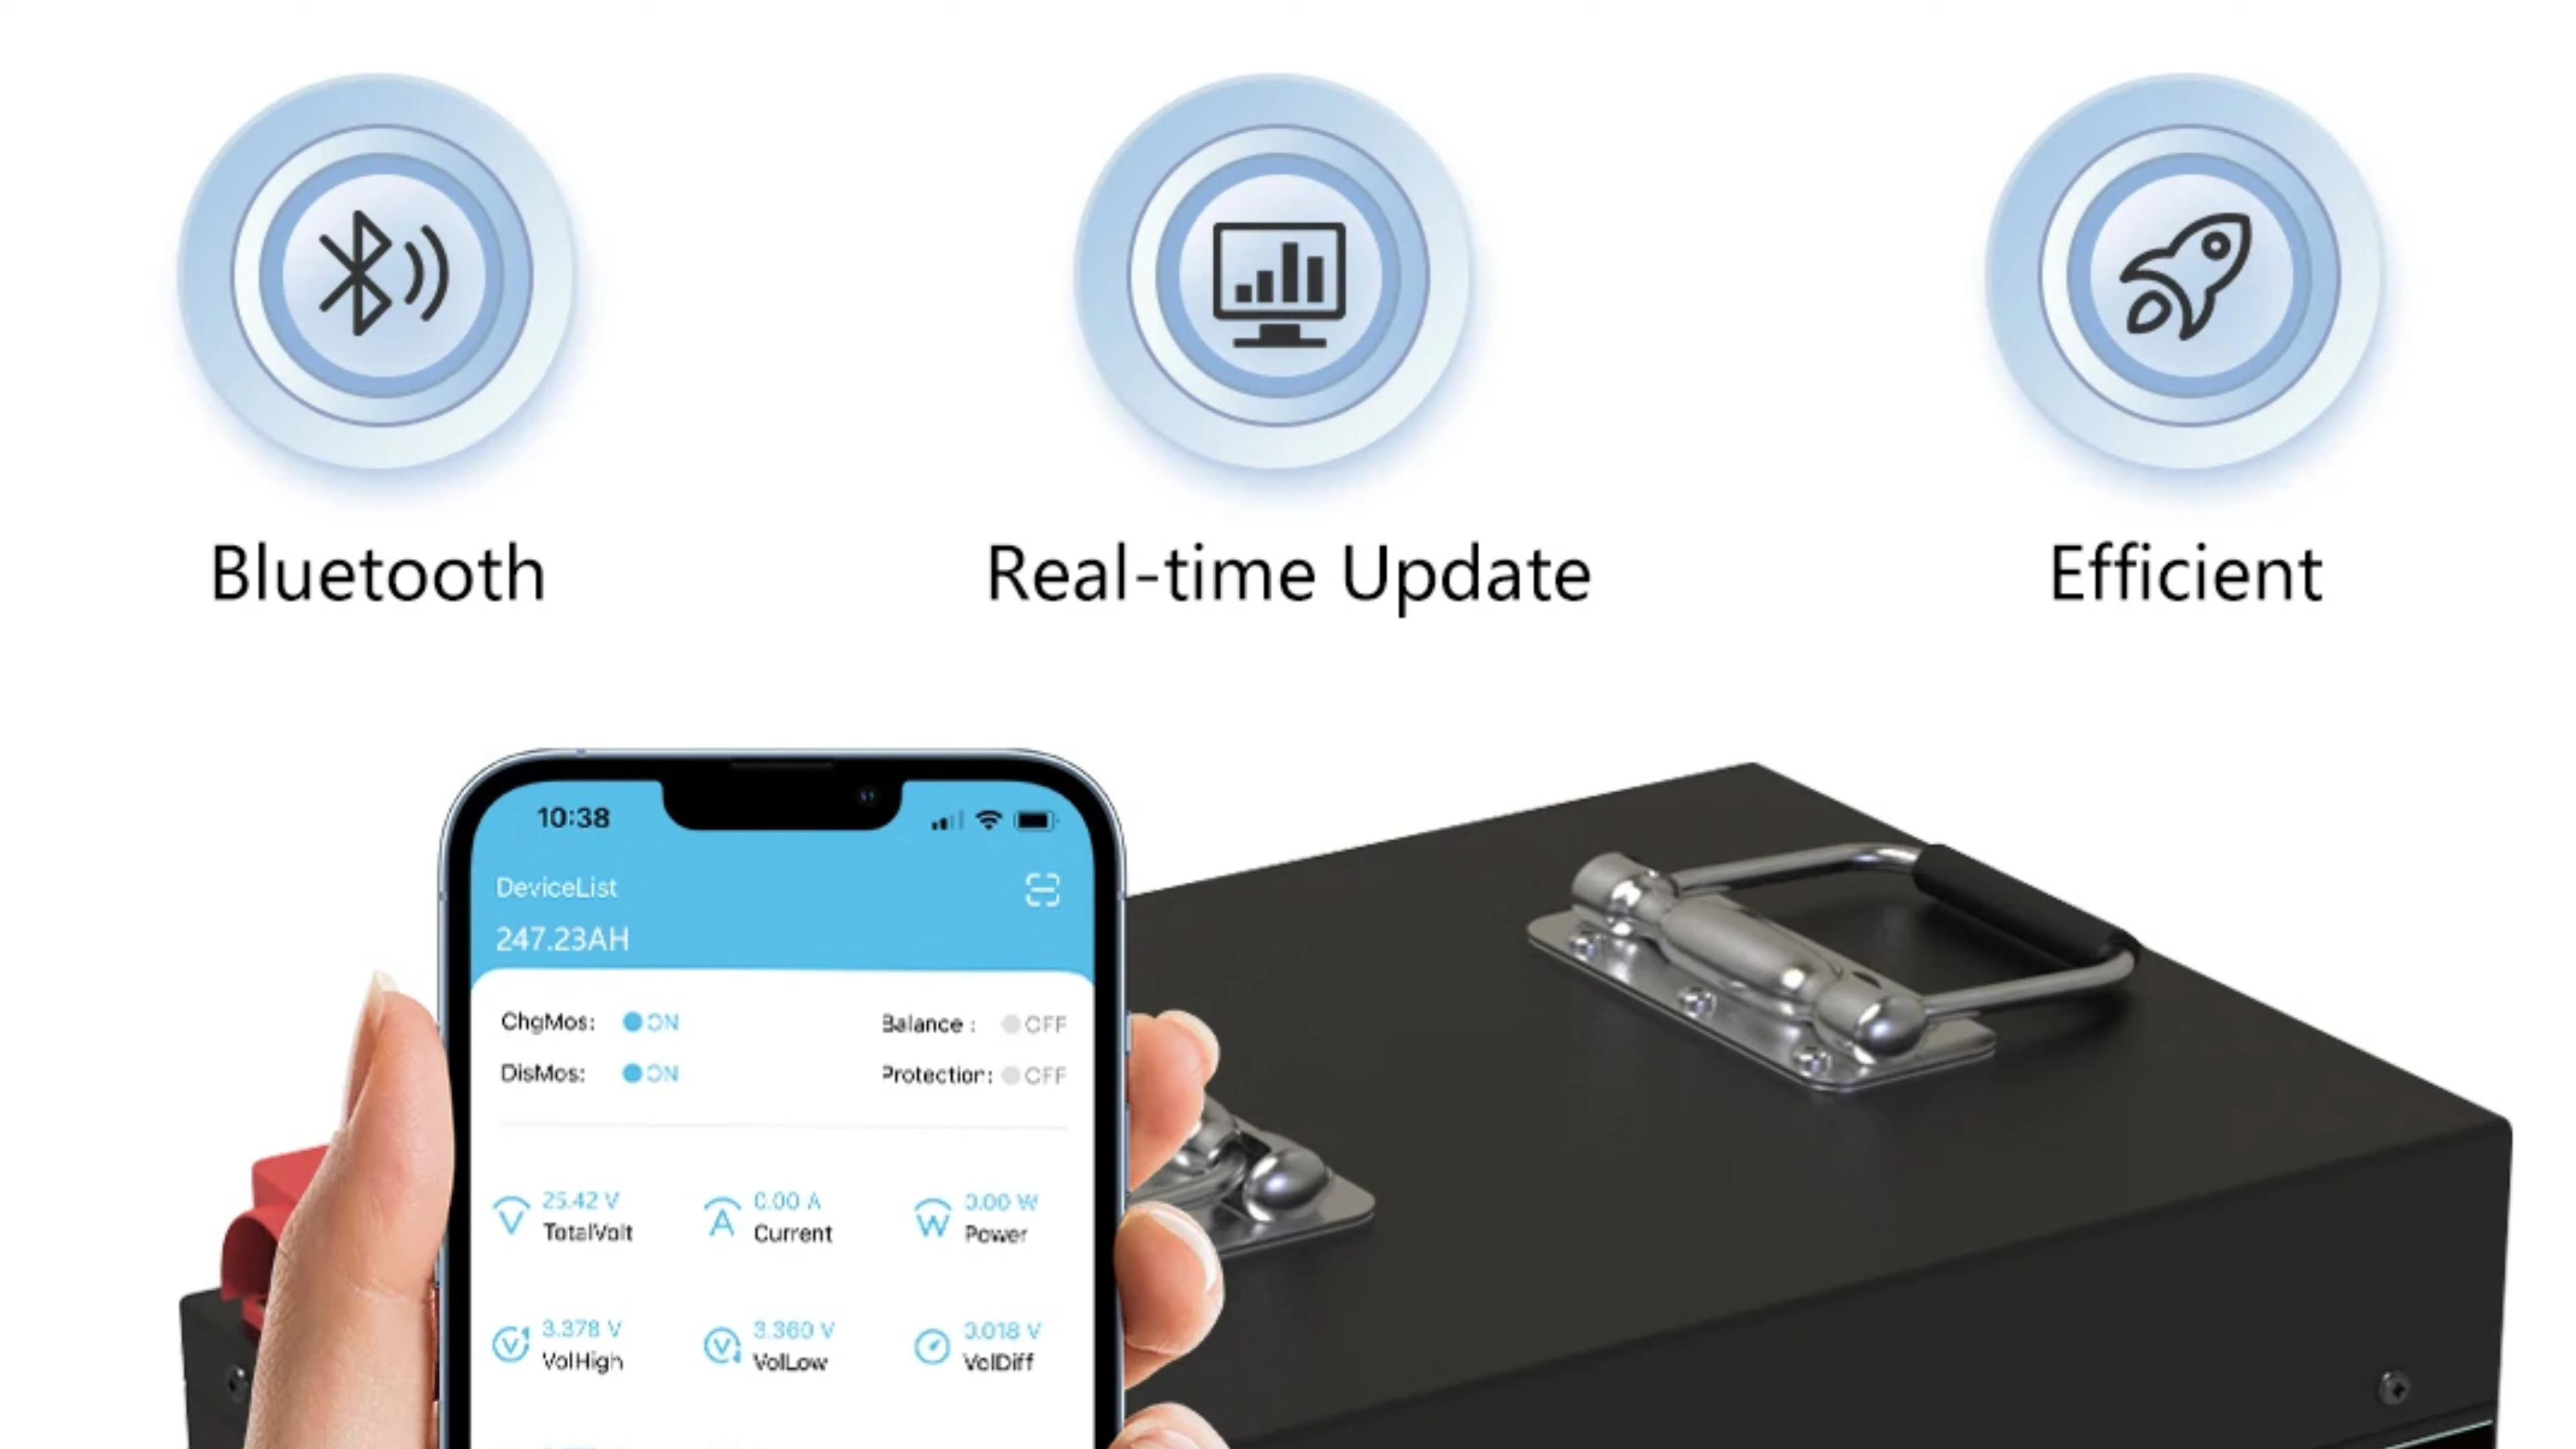 Bluetooth
Real-time Update
Efficient
10:38
DeviceList
247.23AH
ChgMos: ON
Balance : OFF
DisMos: ON
Protection: OFF
25.42 V
TotalVolt
0.00 A
Current
0.00 W
Power
3.378 V
VolHigh
3.360 V
VolLow
0.018 V
VolDiff